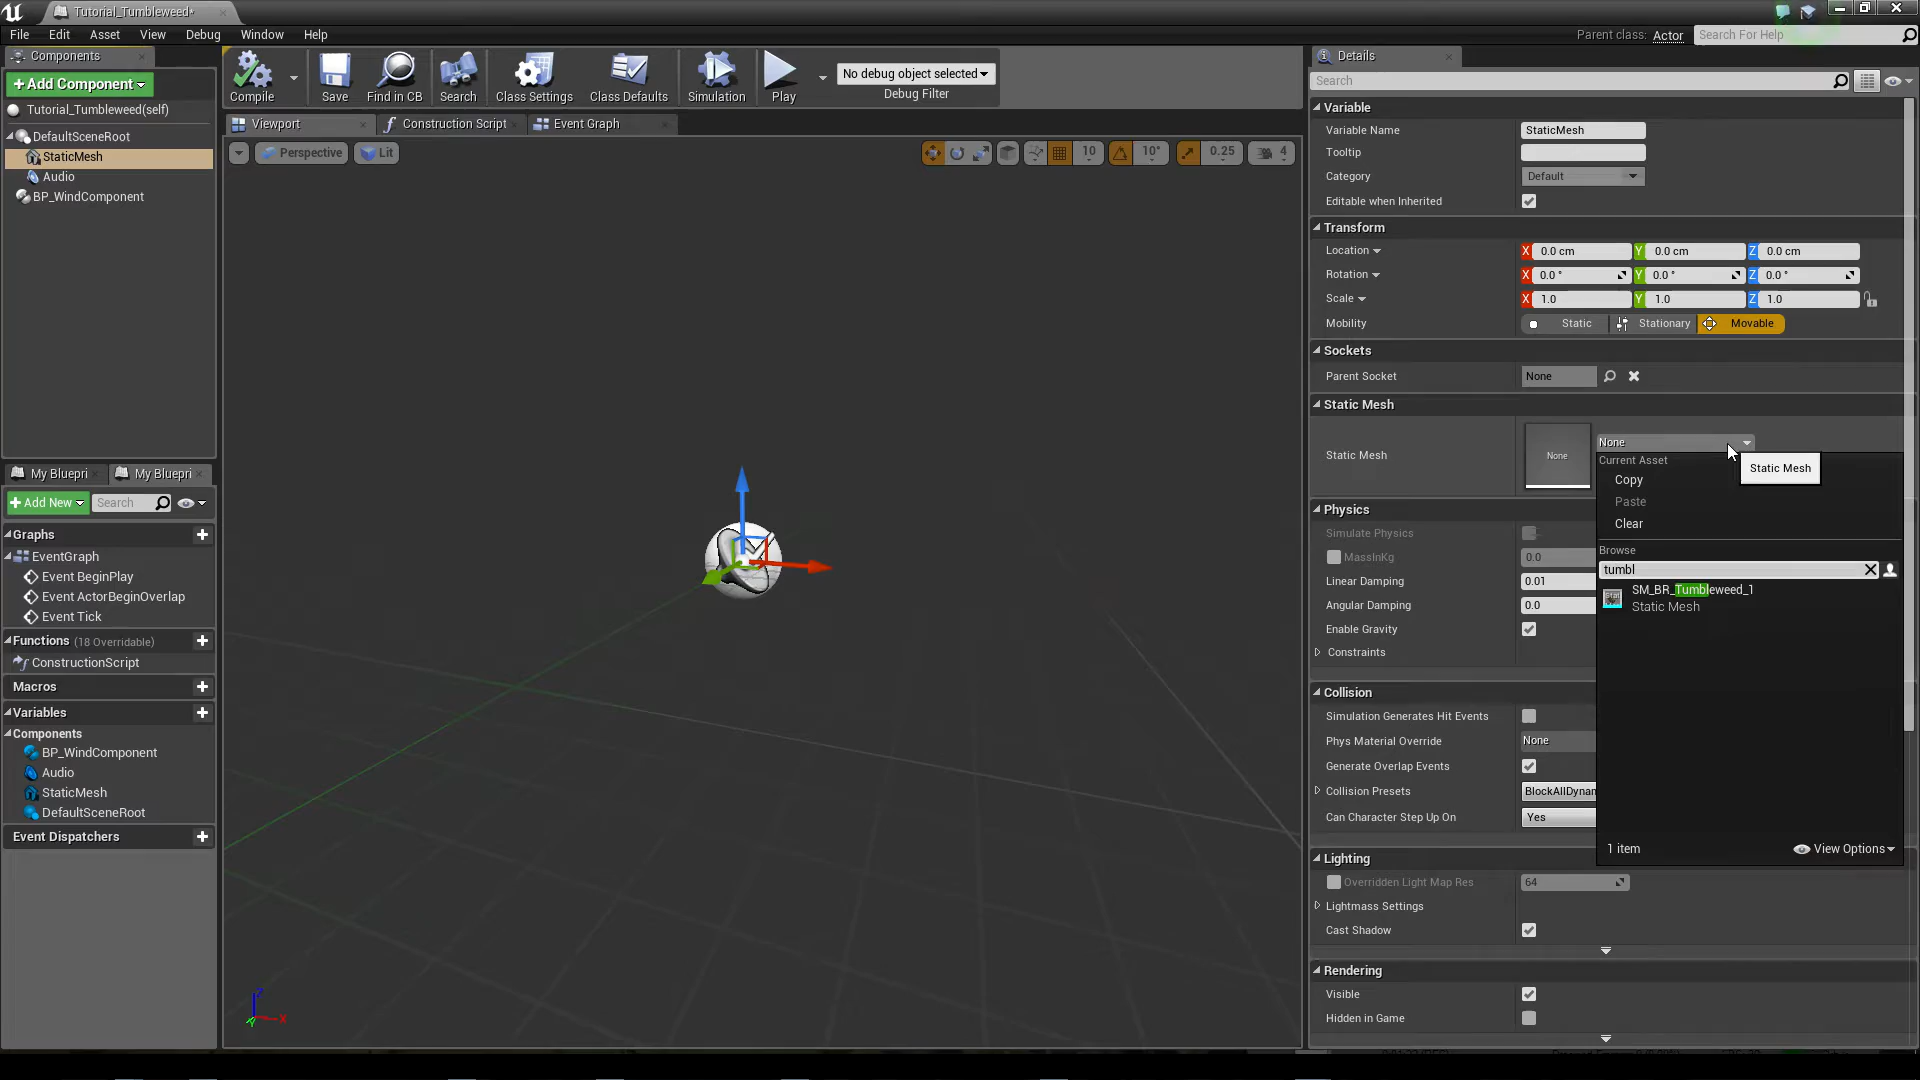 Tutorial_Tumbleweed*
File Edit Asset View Debug Window Help
Parent class: Actor Search For Help
Components
+Add Component
Tutorial_Tumbleweed(self)
DefaultSceneRoot
StaticMesh
Audio
BP_WindComponent
Compile Save Find in CB Search Class Settings Class Defaults Simulation Play
No debug object selected
Debug Filter
Viewport Construction Script Event Graph
Perspective Lit 10 10° 0.25 4
My Bluepri My Bluepri
+Add New Search
Graphs
EventGraph
Event BeginPlay
Event ActorBeginOverlap
Event Tick
Functions (18 Overridable)
ConstructionScript
Macros
Variables
Components
BP_WindComponent
Audio
StaticMesh
DefaultSceneRoot
Event Dispatchers
Z
X
Y
Details
Search
Variable
Variable Name StaticMesh
Tooltip
Category Default
Editable when Inherited
Transform
Location X 0.0 cm Y 0.0 cm Z 0.0 cm
Rotation X 0.0 ° Y 0.0 ° Z 0.0 °
Scale X 1.0 Y 1.0 Z 1.0
Mobility Static Stationary Movable
Sockets
Parent Socket None
Static Mesh
Static Mesh None None
Static Mesh
Current Asset
Copy
Paste
Clear
Browse
tumbl
SM_BR_Tumbleweed_1
Static Mesh
1 item View Options
Physics
Simulate Physics
MassInKg 0.0
Linear Damping 0.01
Angular Damping 0.0
Enable Gravity
Constraints
Collision
Simulation Generates Hit Events
Phys Material Override None
Generate Overlap Events
Collision Presets BlockAllDynan
Can Character Step Up On Yes
Lighting
Overridden Light Map Res 64
Lightmass Settings
Cast Shadow
Rendering
Visible
Hidden in Game